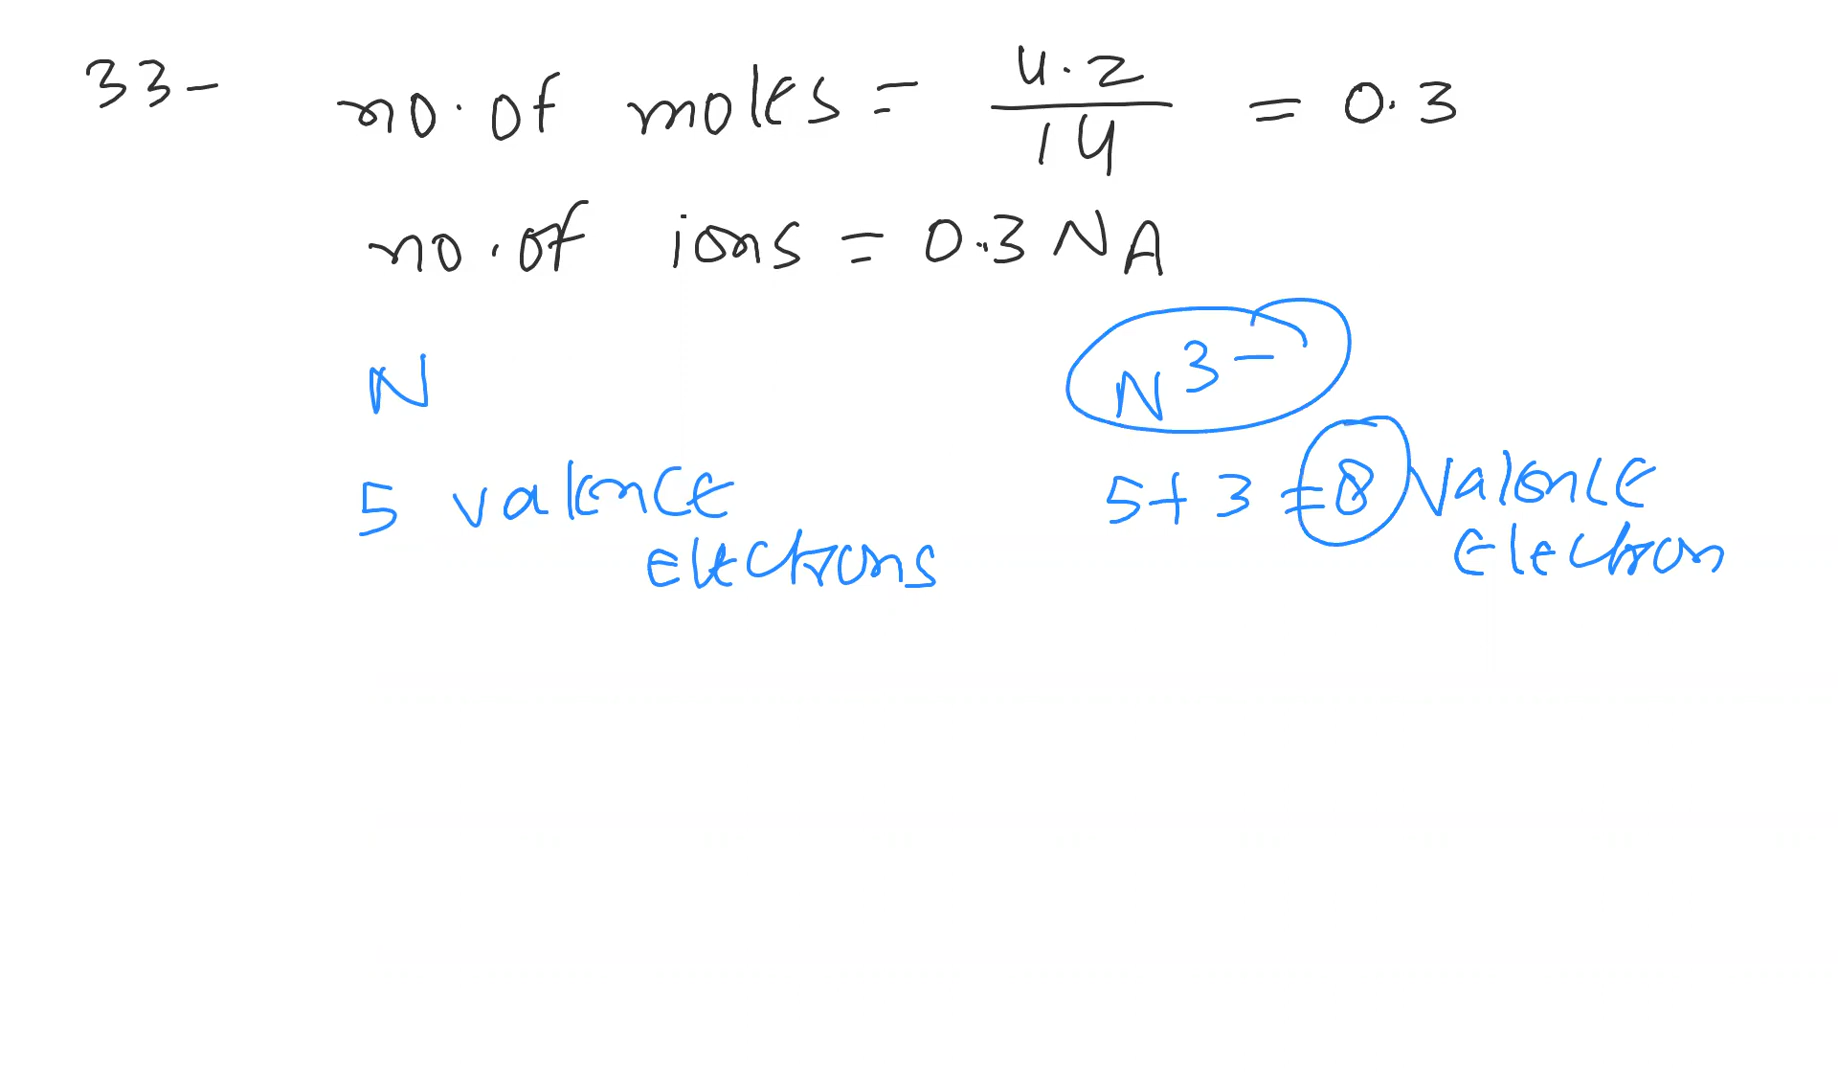 33- no. of moles = 4.2/14 = 0.3
no. of ions = 0.3 NA
N N3-
5 valence electrons 5+3=8 valence electron